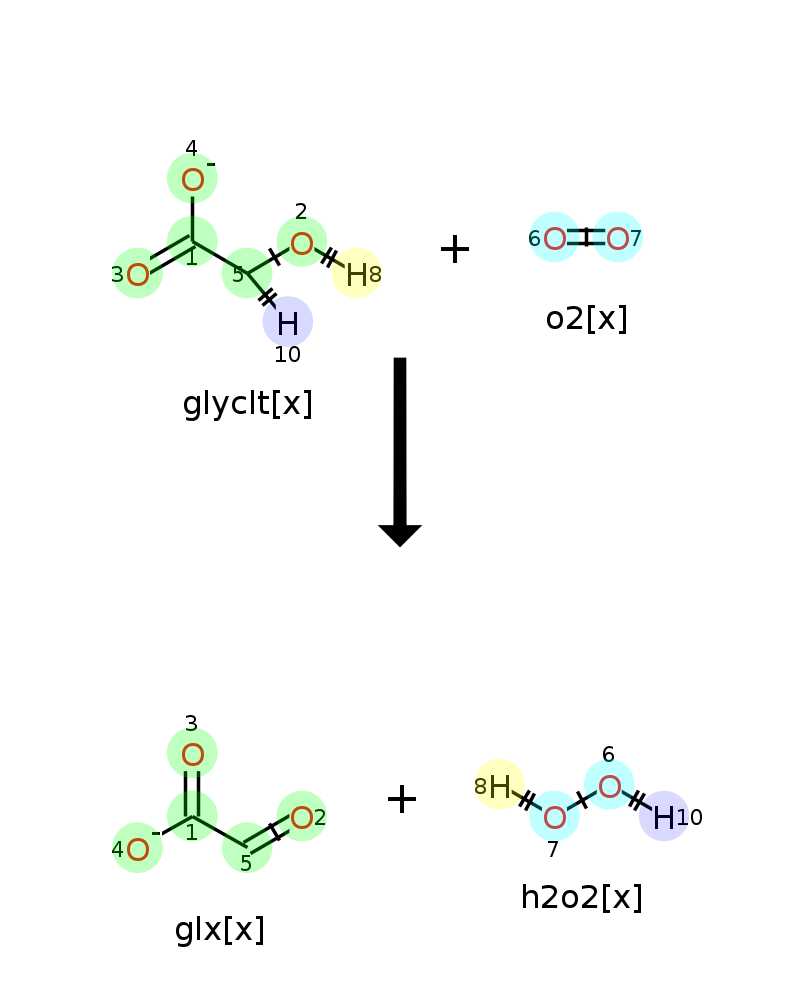 4
O-
2
O
3 O 1 5 H 8
H
10
glyclt[x]
+
6 O O 7
o2[x]
3
O
1
4 O-
5
O 2
glx[x]
+
8 H
6
O
O
7
H 10
h2o2[x]